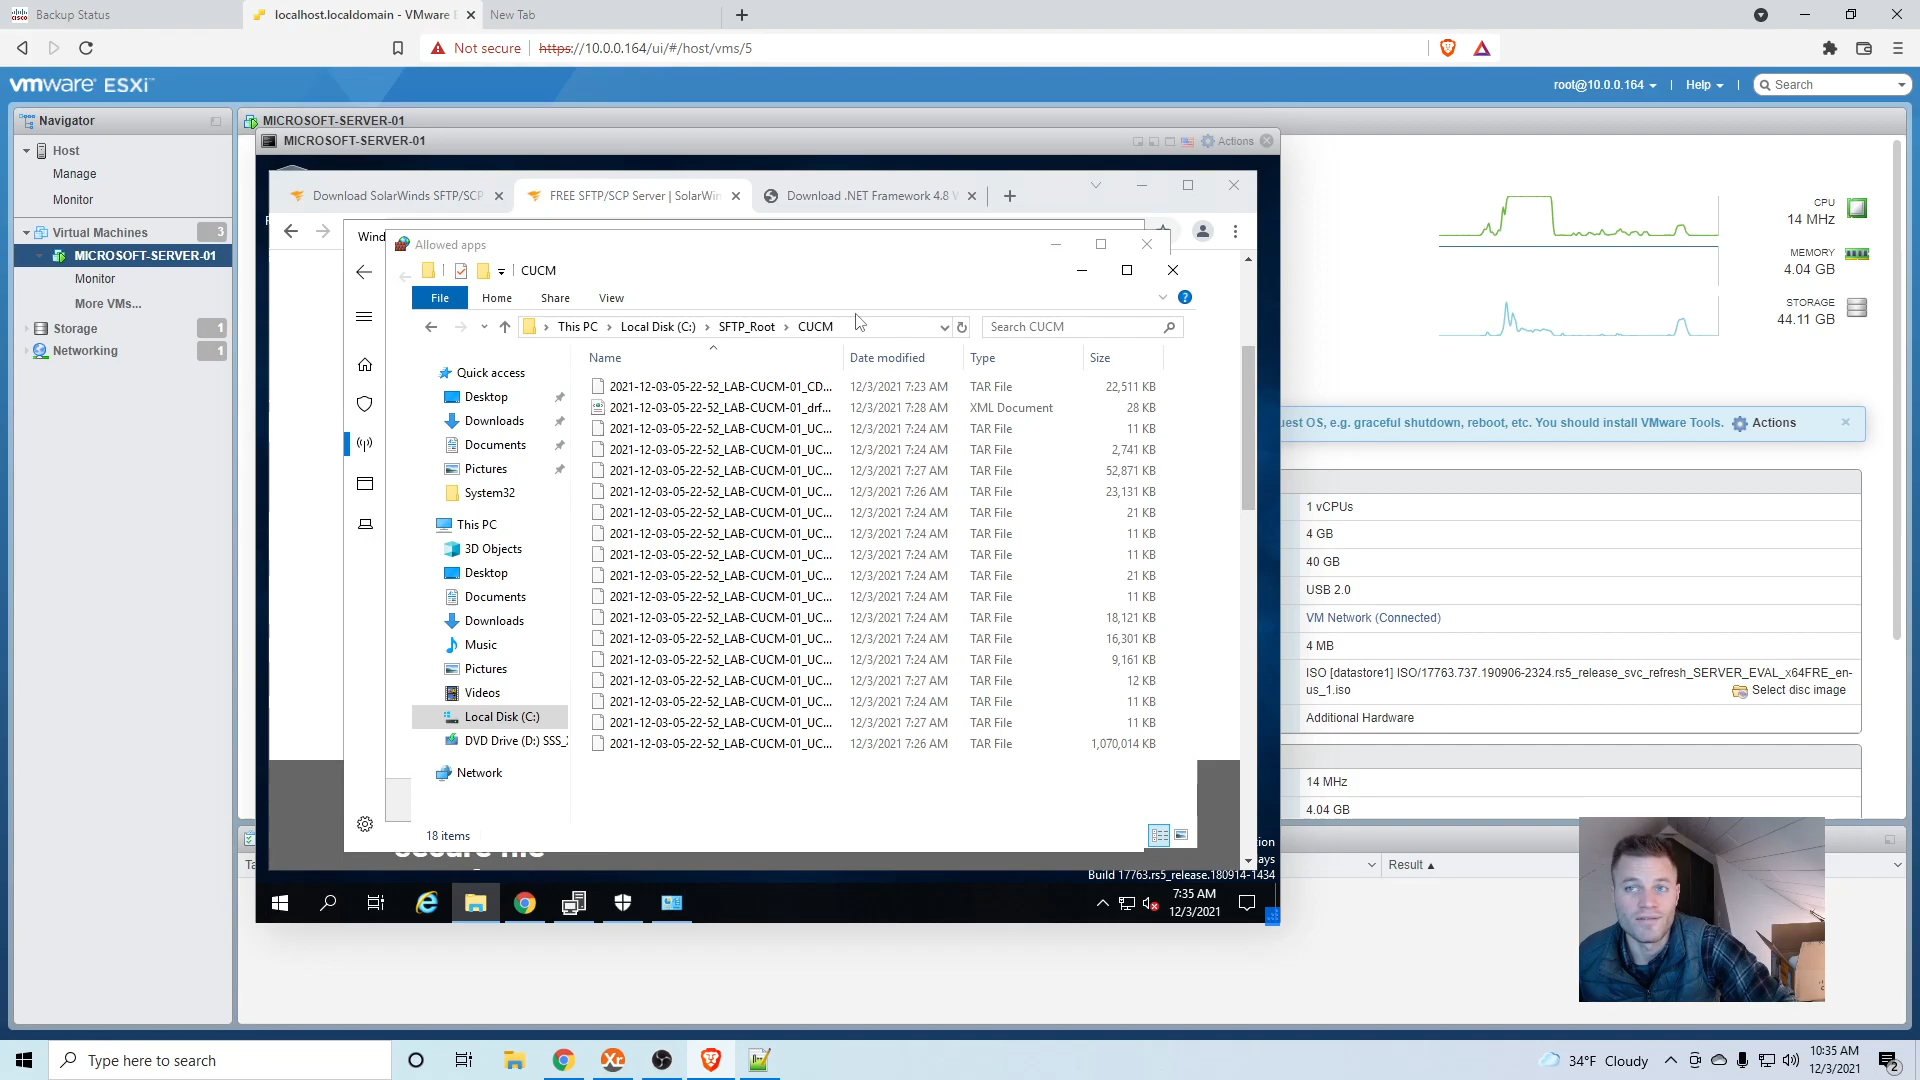 Backup Status
localhost.localdomain - VMware E
New Tab
Not secure
https://10.0.0.164/ui/#/host/vms/5
vmware ESXi
root@10.0.0.164
Help
Search
Navigator
Host
Manage
Monitor
Virtual Machines 3
MICROSOFT-SERVER-01
Monitor
More VMs...
Storage 1
Networking 1
MICROSOFT-SERVER-01
MICROSOFT-SERVER-01
Actions
Download SolarWinds SFTP/SCP
FREE SFTP/SCP Server | SolarWin
Download .NET Framework 4.8 W
Wind
Allowed apps
CUCM
File Home Share View
This PC Local Disk (C:) SFTP_Root CUCM
Search CUCM
Name Date modified Type Size
2021-12-03-05-22-52_LAB-CUCM-01_CD... 12/3/2021 7:23 AM TAR File 22,511 KB
2021-12-03-05-22-52_LAB-CUCM-01_drf... 12/3/2021 7:28 AM XML Document 28 KB
2021-12-03-05-22-52_LAB-CUCM-01_UC... 12/3/2021 7:24 AM TAR File 11 KB
2021-12-03-05-22-52_LAB-CUCM-01_UC... 12/3/2021 7:24 AM TAR File 2,741 KB
2021-12-03-05-22-52_LAB-CUCM-01_UC... 12/3/2021 7:27 AM TAR File 52,871 KB
2021-12-03-05-22-52_LAB-CUCM-01_UC... 12/3/2021 7:26 AM TAR File 23,131 KB
2021-12-03-05-22-52_LAB-CUCM-01_UC... 12/3/2021 7:24 AM TAR File 21 KB
2021-12-03-05-22-52_LAB-CUCM-01_UC... 12/3/2021 7:24 AM TAR File 11 KB
2021-12-03-05-22-52_LAB-CUCM-01_UC... 12/3/2021 7:24 AM TAR File 11 KB
2021-12-03-05-22-52_LAB-CUCM-01_UC... 12/3/2021 7:24 AM TAR File 21 KB
2021-12-03-05-22-52_LAB-CUCM-01_UC... 12/3/2021 7:24 AM TAR File 11 KB
2021-12-03-05-22-52_LAB-CUCM-01_UC... 12/3/2021 7:24 AM TAR File 18,121 KB
2021-12-03-05-22-52_LAB-CUCM-01_UC... 12/3/2021 7:24 AM TAR File 16,301 KB
2021-12-03-05-22-52_LAB-CUCM-01_UC... 12/3/2021 7:24 AM TAR File 9,161 KB
2021-12-03-05-22-52_LAB-CUCM-01_UC... 12/3/2021 7:27 AM TAR File 12 KB
2021-12-03-05-22-52_LAB-CUCM-01_UC... 12/3/2021 7:24 AM TAR File 11 KB
2021-12-03-05-22-52_LAB-CUCM-01_UC... 12/3/2021 7:27 AM TAR File 11 KB
2021-12-03-05-22-52_LAB-CUCM-01_UC... 12/3/2021 7:26 AM TAR File 1,070,014 KB
Quick access
Desktop
Downloads
Documents
Pictures
System32
This PC
3D Objects
Desktop
Documents
Downloads
Music
Pictures
Videos
Local Disk (C:)
DVD Drive (D:) SSS_
Network
18 items
Build 17763.rs5_release.180914-1434
7:35 AM
12/3/2021
CPU
14 MHz
MEMORY
4.04 GB
STORAGE
44.11 GB
uest OS, e.g. graceful shutdown, reboot, etc. You should install VMware Tools. Actions
1 vCPUs
4 GB
40 GB
USB 2.0
VM Network (Connected)
4 MB
ISO [datastore1] ISO/17763.737.190906-2324.rs5_release_svc_refresh_SERVER_EVAL_x64FRE_en-
us_1.iso
Select disc image
Additional Hardware
14 MHz
4.04 GB
Result
Type here to search
34°F Cloudy
10:35 AM
12/3/2021
2